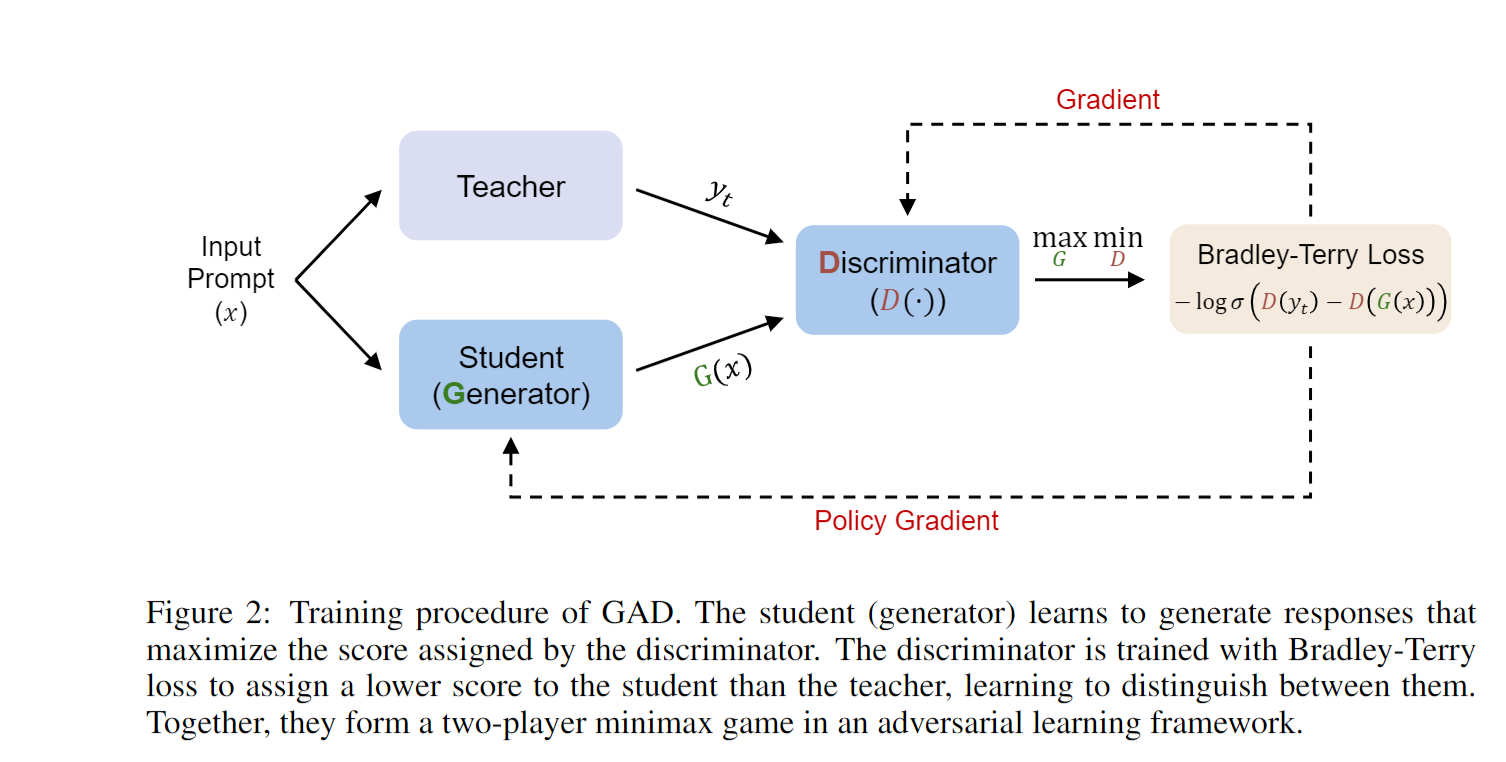 Gradient
Teacher
y_t
Input
Prompt
(x)
Discriminator
(D(·))
max min
G D
Bradley-Terry Loss
− log σ (D(y_t) − D(G(x)))
Student
(Generator)
G(x)
Policy Gradient
Figure 2: Training procedure of GAD. The student (generator) learns to generate responses that
maximize the score assigned by the discriminator. The discriminator is trained with Bradley-Terry
loss to assign a lower score to the student than the teacher, learning to distinguish between them.
Together, they form a two-player minimax game in an adversarial learning framework.